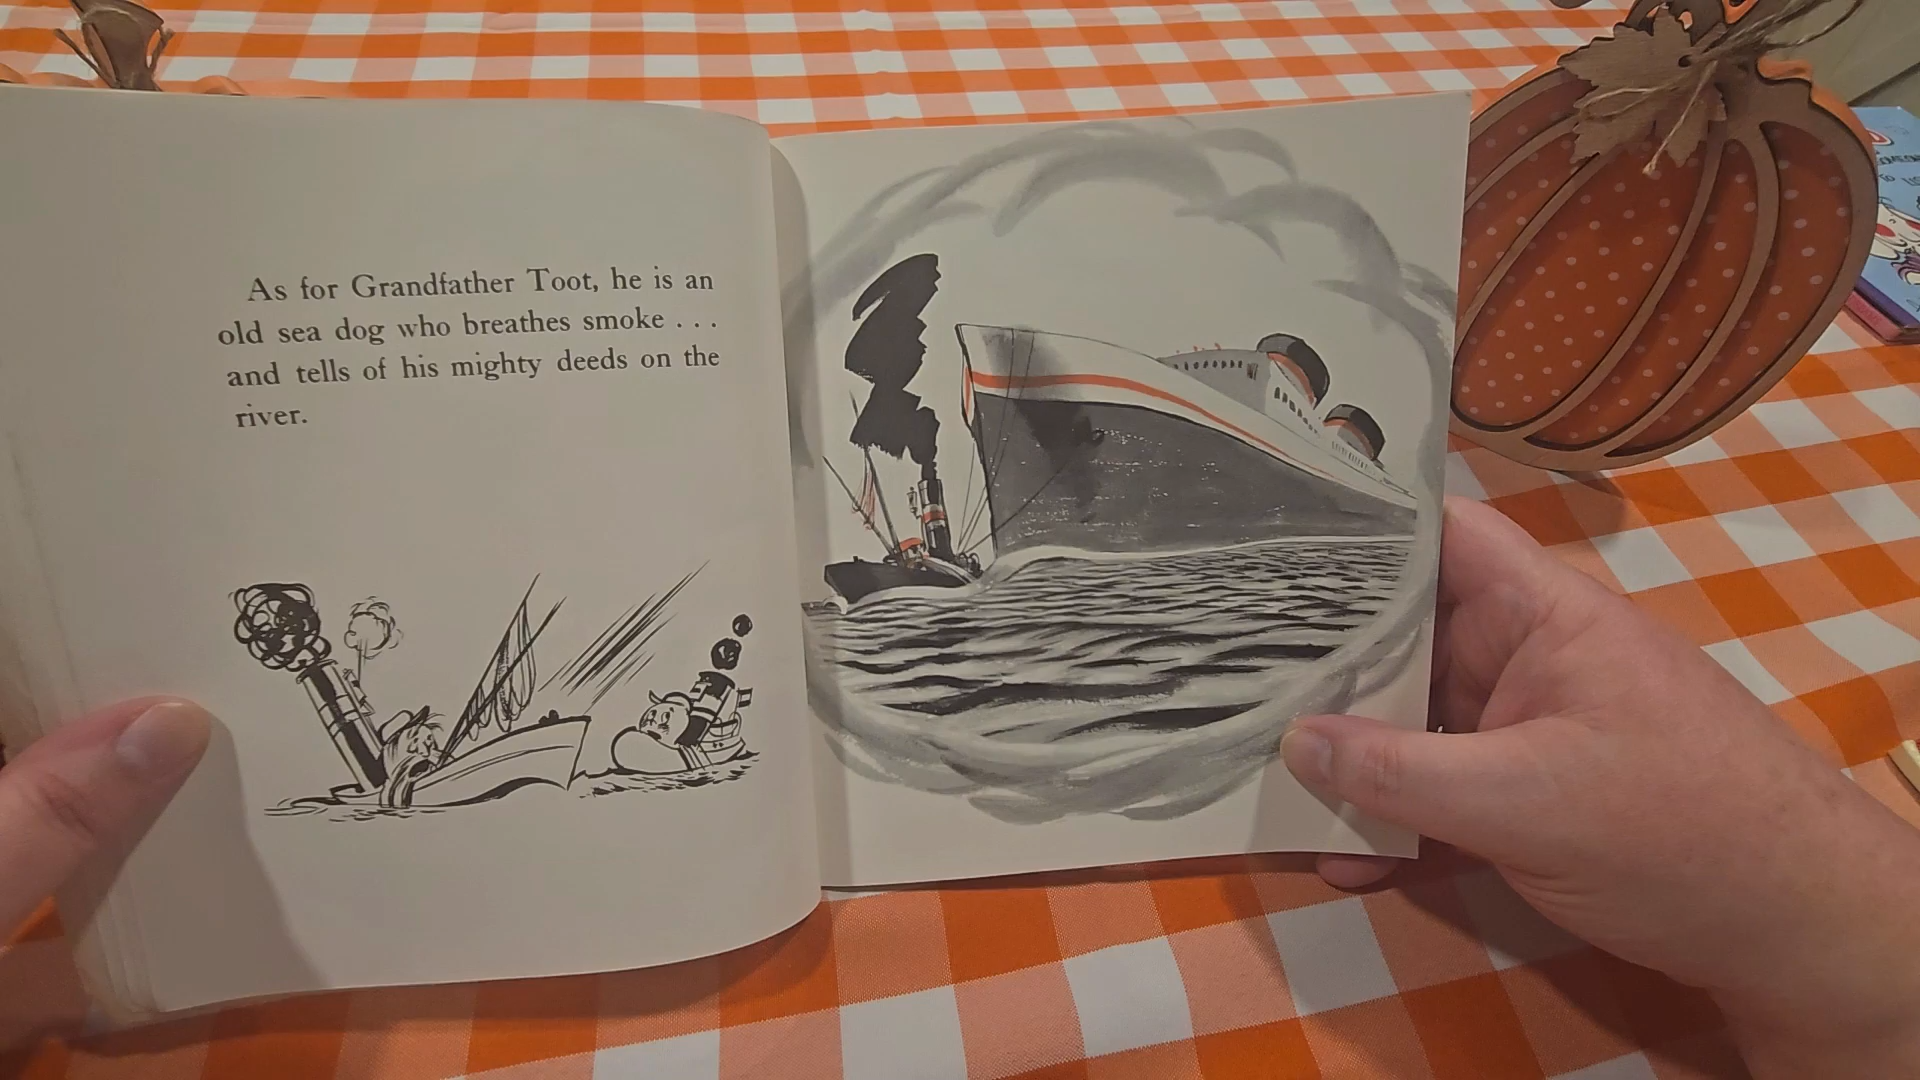 As for Grandfather Toot, he is an
old sea dog who breathes smoke . . .
and tells of his mighty deeds on the
river.